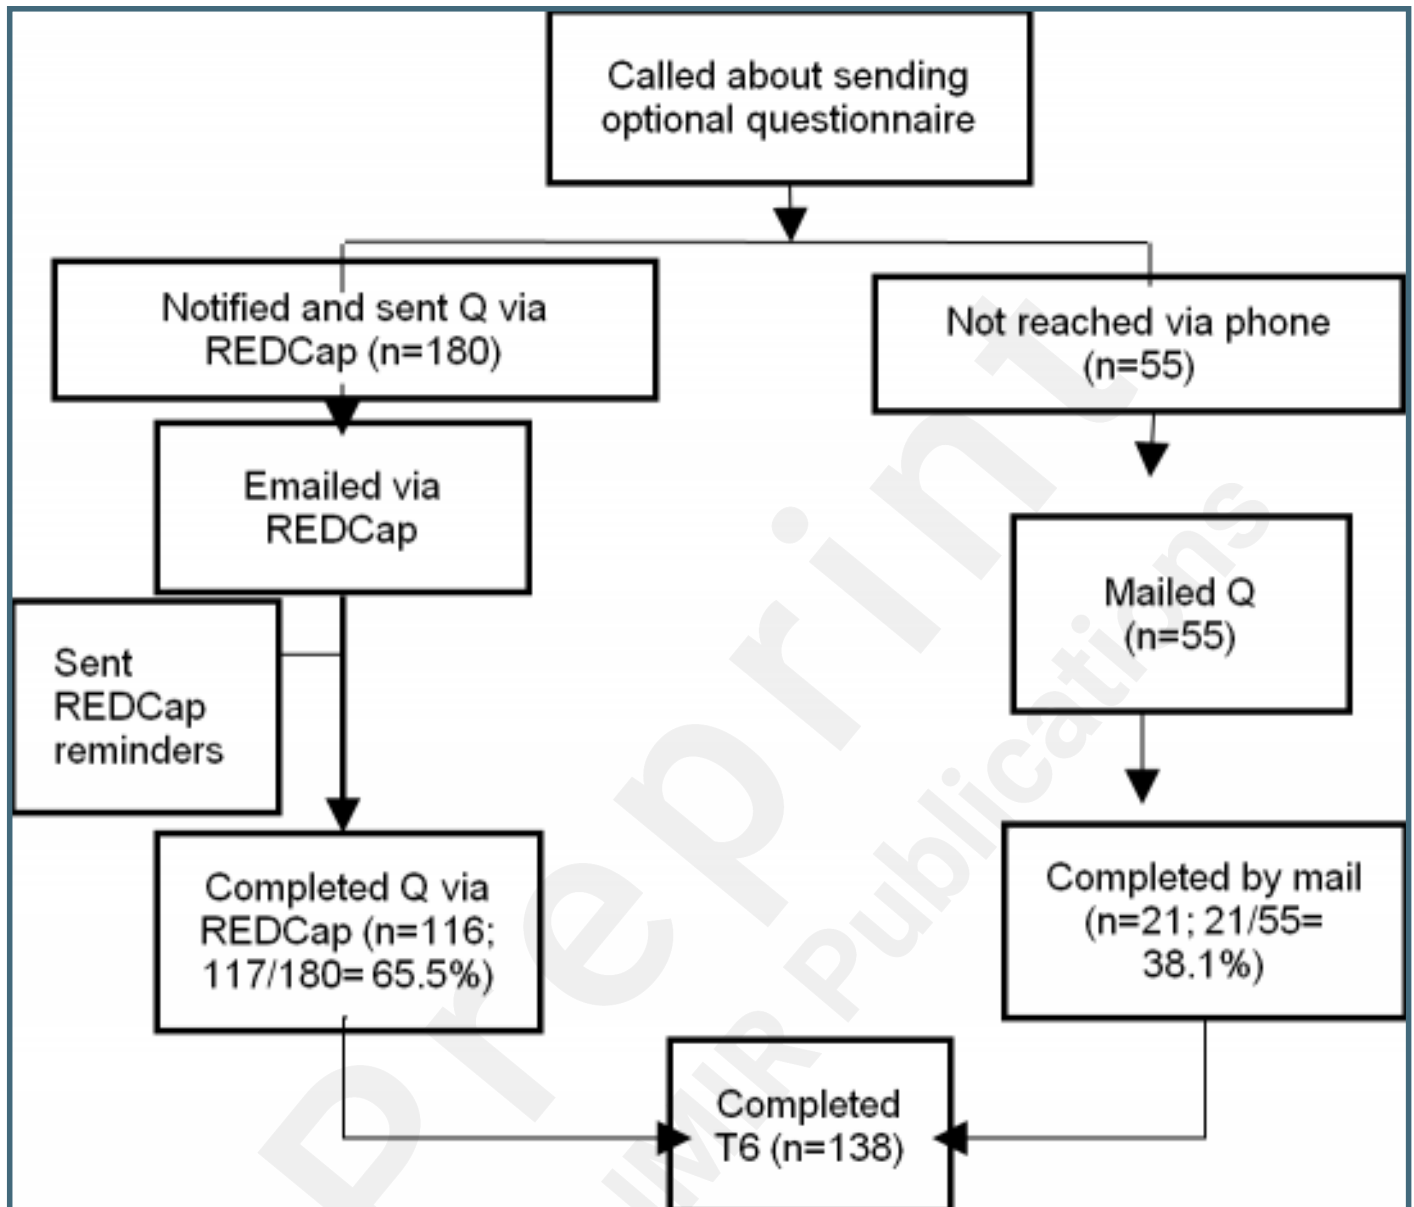 Called about sending
optional questionnaire
Notified and sent Q via
REDCap (n=180)
Not reached via phone
(n=55)
Emailed via
REDCap
Mailed Q
(n=55)
Sent
REDCap
reminders
Completed Q via
REDCap (n=116;
117/180= 65.5%)
Completed by mail
(n=21; 21/55=
38.1%)
Completed
T6 (n=138)
Preprint
JMIR Publications